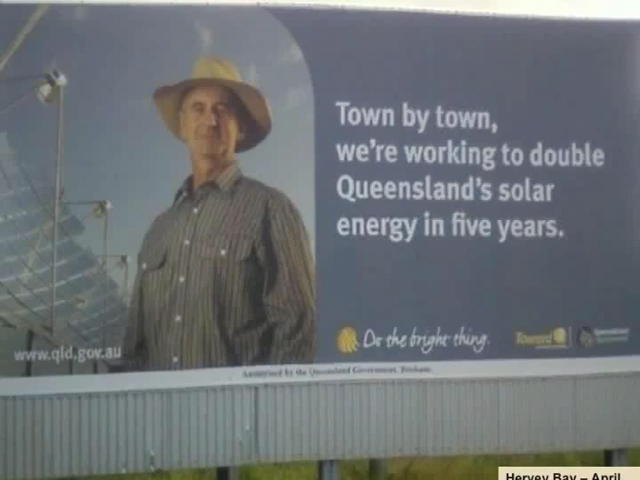 Town by town,
we're working to double
Queensland's solar
energy in five years.
Do the bright thing.
Toward
www.qld.gov.au
Authorised by the Queensland Government, Brisbane.
Hervey Bay – April